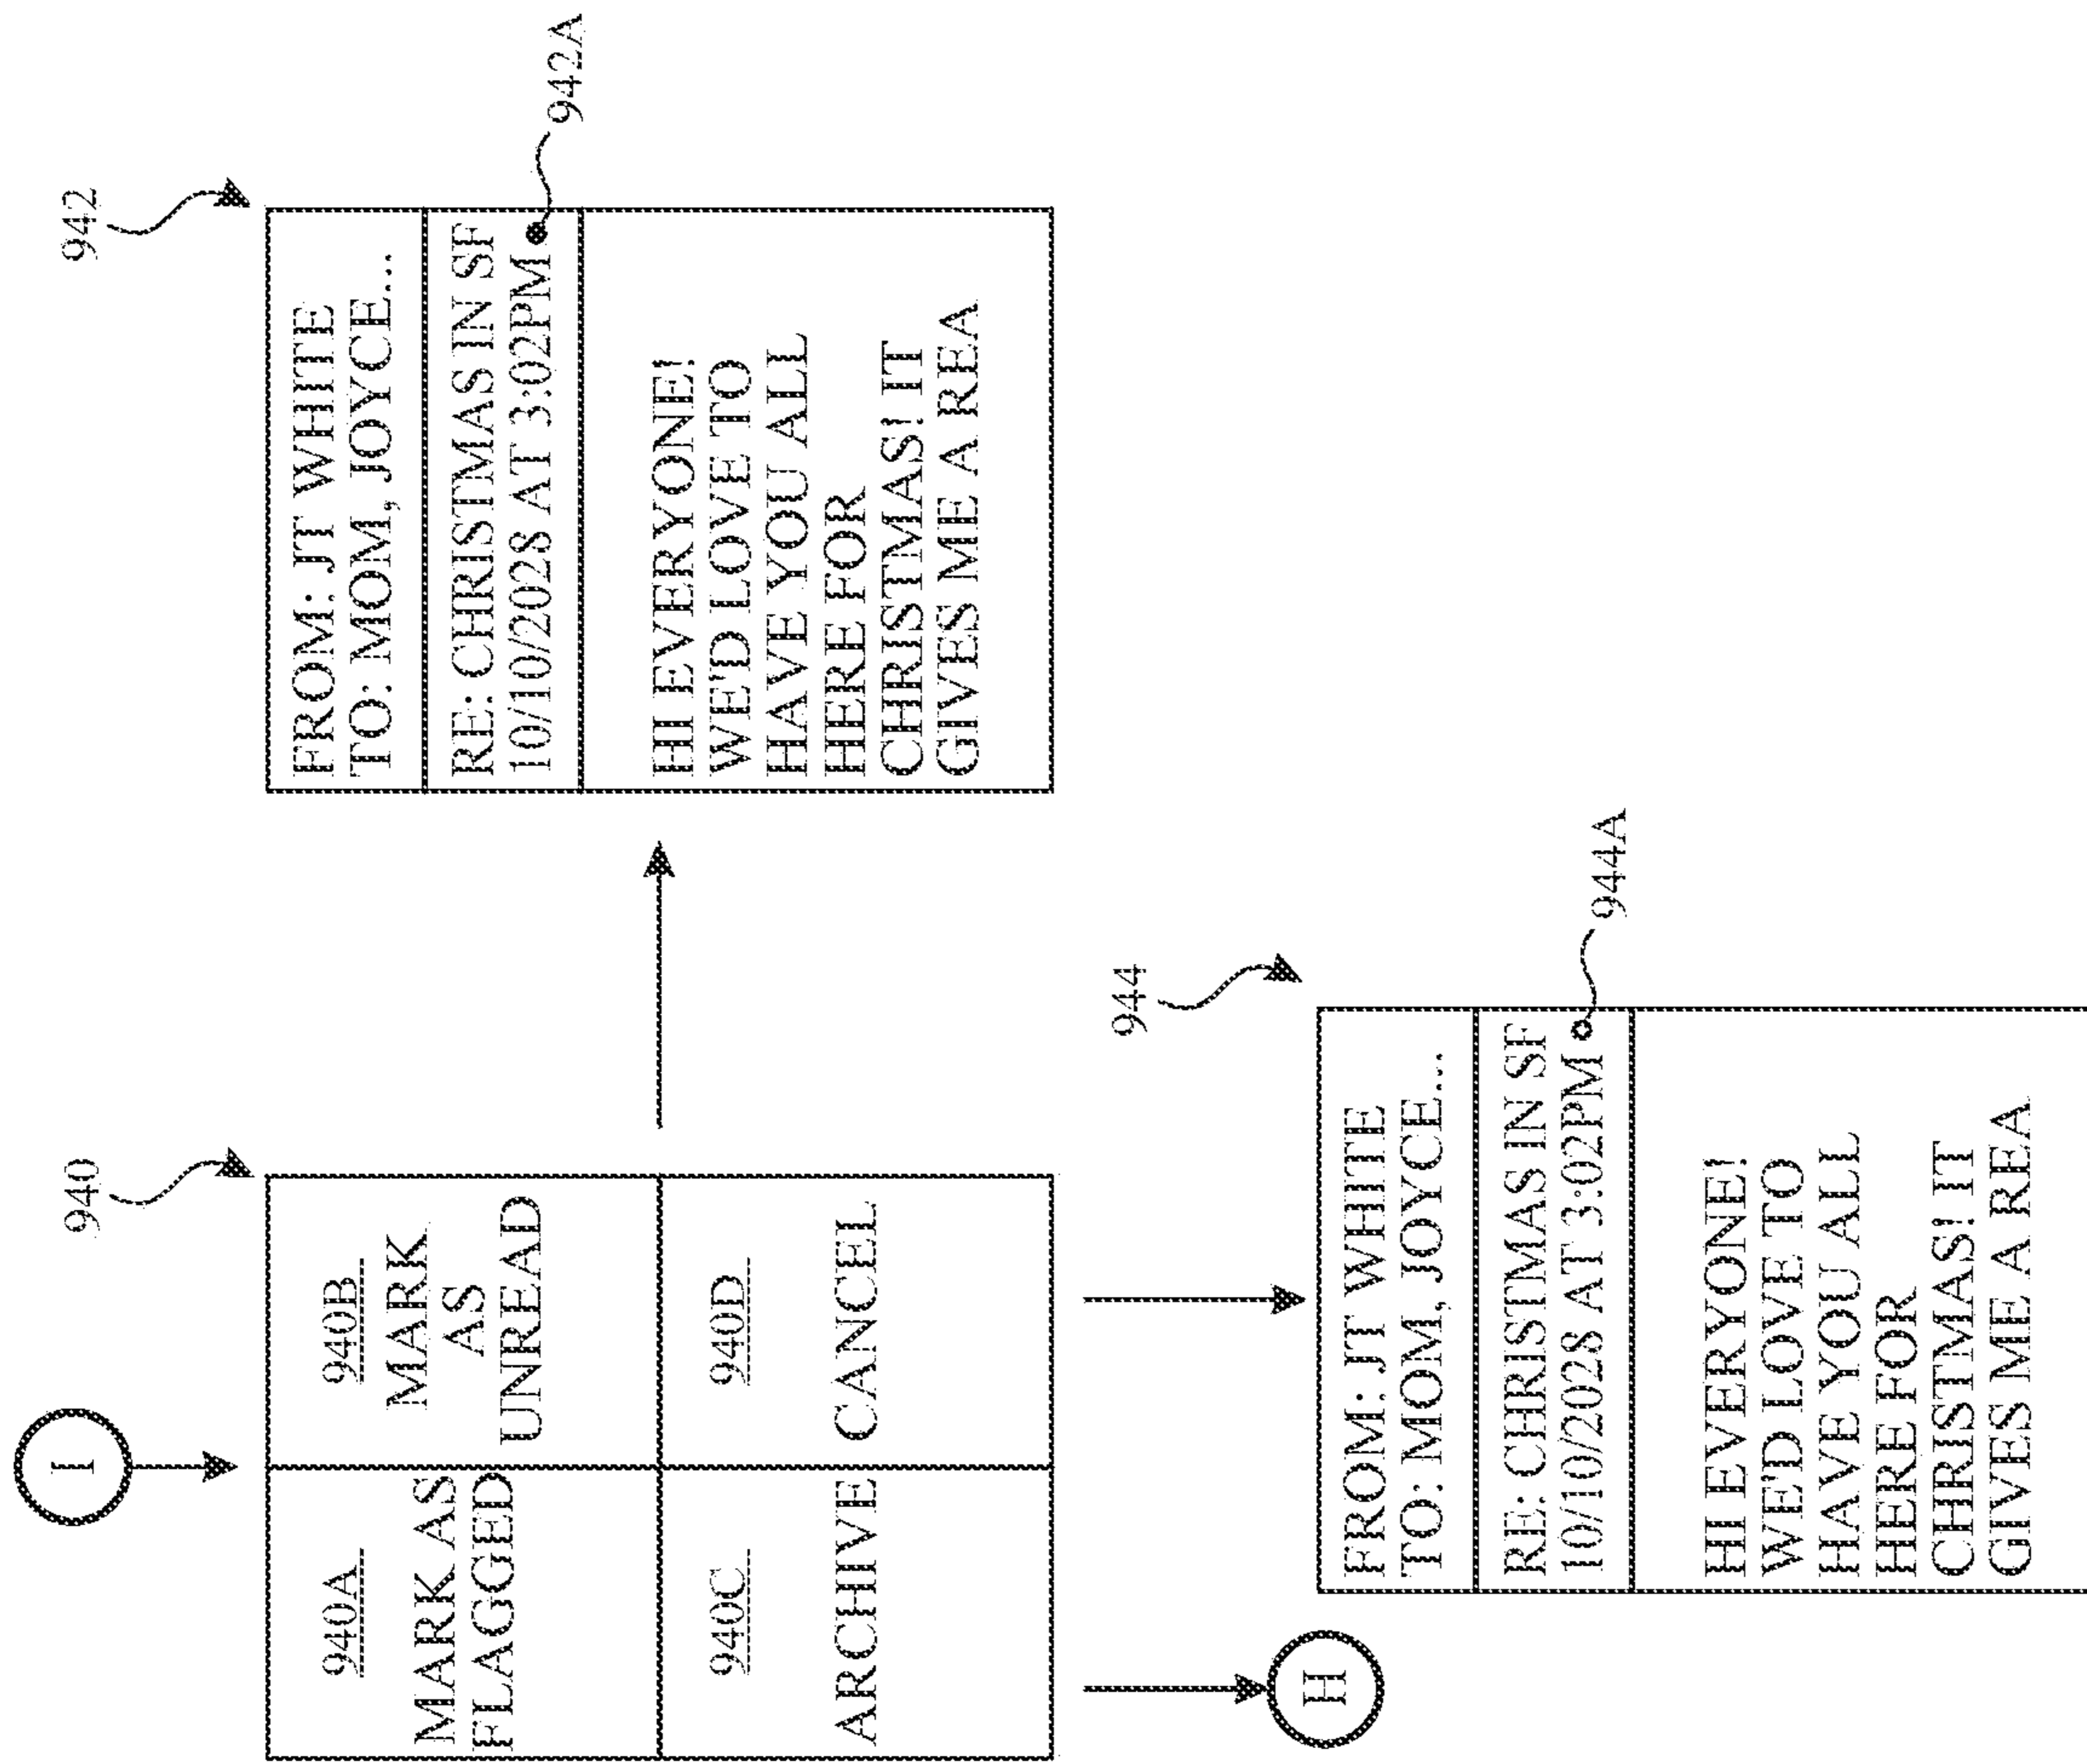 I
940
940A
MARK AS
FLAGGED
940B
MARK
AS
UNREAD
940C
ARCHIVE
940D
CANCEL
942
FROM: JT WHITE
TO: MOM, JOYCE...
RE: CHRISTMAS IN SF
10/10/2028 AT 3:02PM
942A
HI EVERYONE!
WE'D LOVE TO
HAVE YOU ALL
HERE FOR
CHRISTMAS! IT
GIVES ME A REA
H
944
FROM: JT WHITE
TO: MOM, JOYCE...
RE: CHRISTMAS IN SF
10/10/2028 AT 3:02PM
944A
HI EVERYONE!
WE'D LOVE TO
HAVE YOU ALL
HERE FOR
CHRISTMAS! IT
GIVES ME A REA